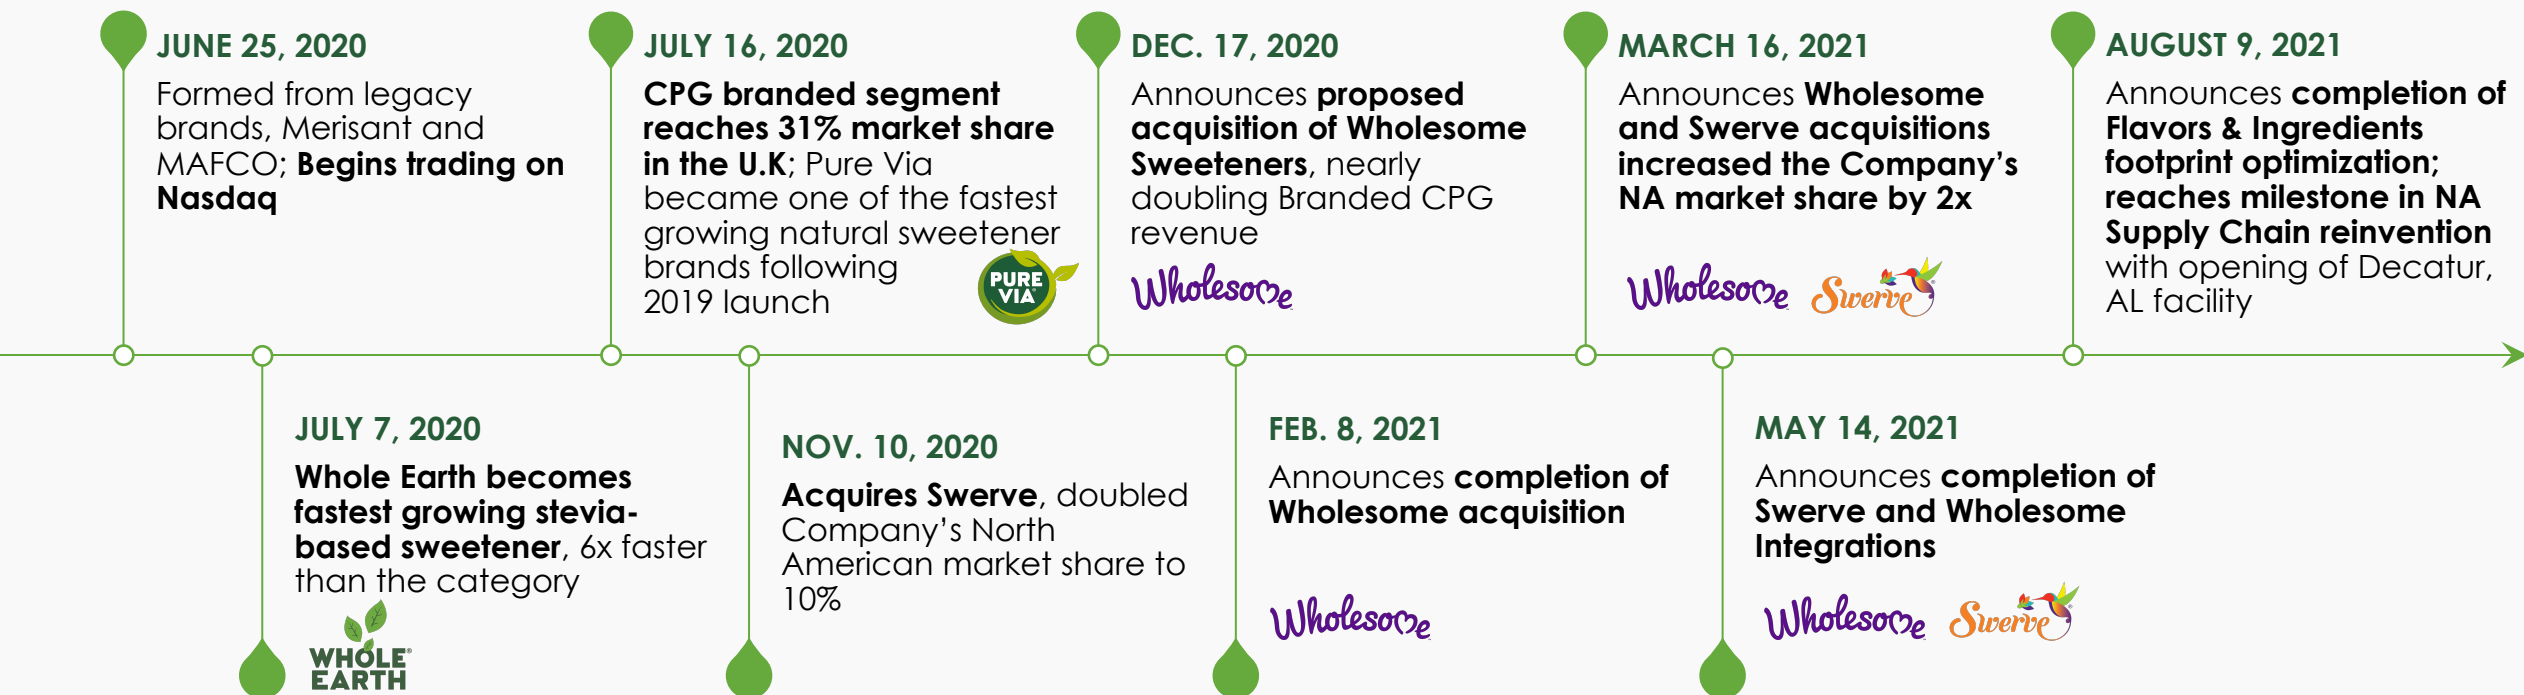 JUNE 25, 2020
Formed from legacy
brands, Merisant and
MAFCO; Begins trading on
Nasdaq
JULY 16, 2020
CPG branded segment
reaches 31% market share
in the U.K; Pure Via
became one of the fastest
growing natural sweetener
brands following
2019 launch
PURE
VIA
DEC. 17, 2020
Announces proposed
acquisition of Wholesome
Sweeteners, nearly
doubling Branded CPG
revenue
Wholesome
MARCH 16, 2021
Announces Wholesome
and Swerve acquisitions
increased the Company’s
NA market share by 2x
Wholesome
Swerve
AUGUST 9, 2021
Announces completion of
Flavors & Ingredients
footprint optimization;
reaches milestone in NA
Supply Chain reinvention
with opening of Decatur,
AL facility
JULY 7, 2020
Whole Earth becomes
fastest growing stevia-
based sweetener, 6x faster
than the category
WHOLE®
EARTH
NOV. 10, 2020
Acquires Swerve, doubled
Company’s North
American market share to
10%
FEB. 8, 2021
Announces completion of
Wholesome acquisition
Wholesome
MAY 14, 2021
Announces completion of
Swerve and Wholesome
Integrations
Wholesome
Swerve